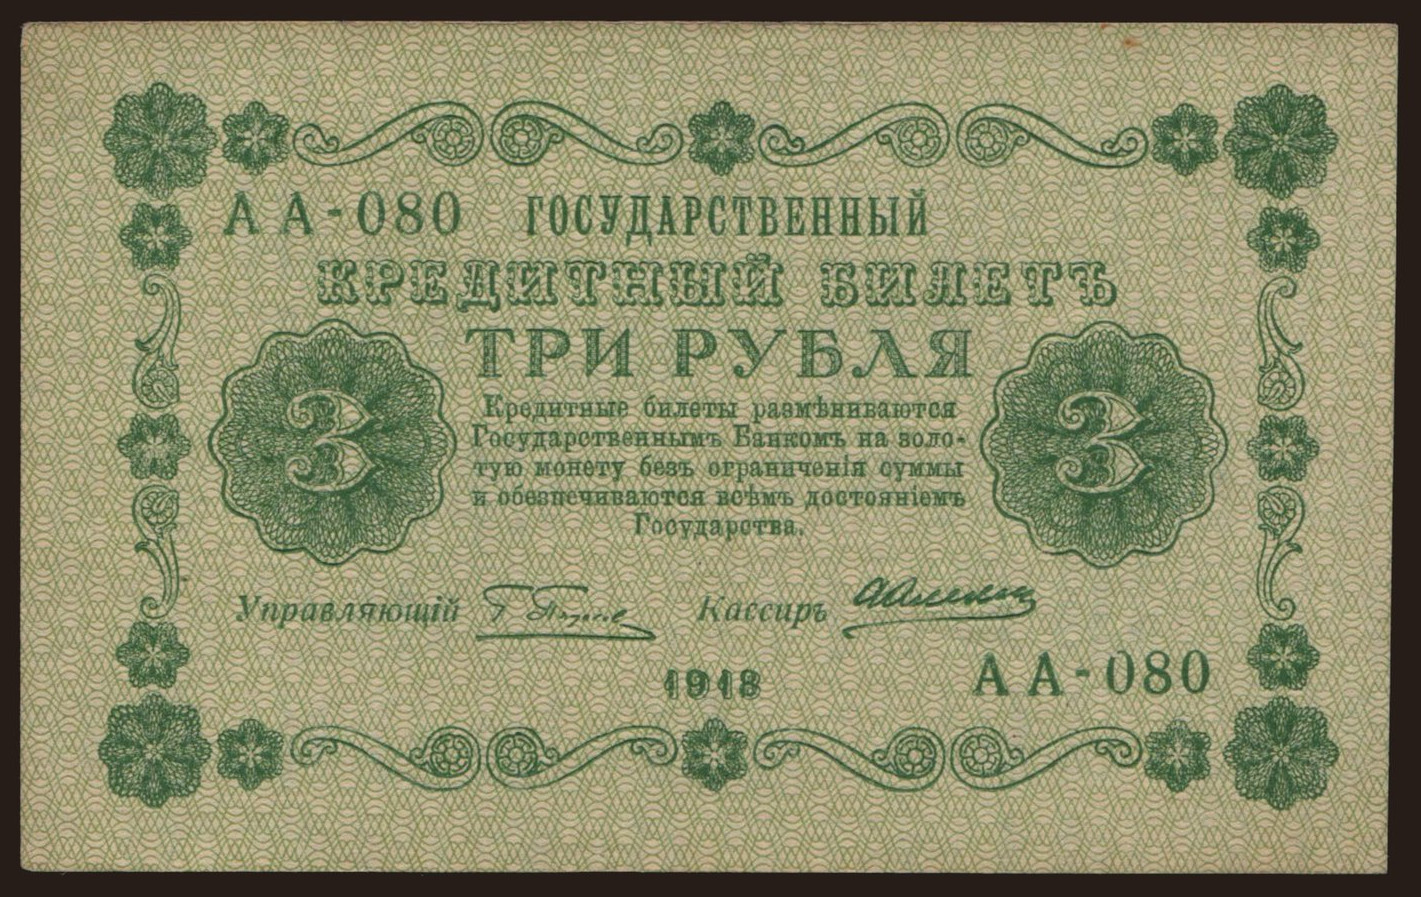 АА-080 ГОСУДАРСТВЕННЫЙ
КРЕДИТНЫЙ БИЛЕТЪ
ТРИ РУБЛЯ
3 3
Кредитные билеты размѣниваются
Государственнымъ Банкомъ на золо-
тую монету безъ ограниченія суммы
и обезпечиваются всѣмъ достояніемъ
Государства.
Управляющій Кассиръ
1918
АА-080